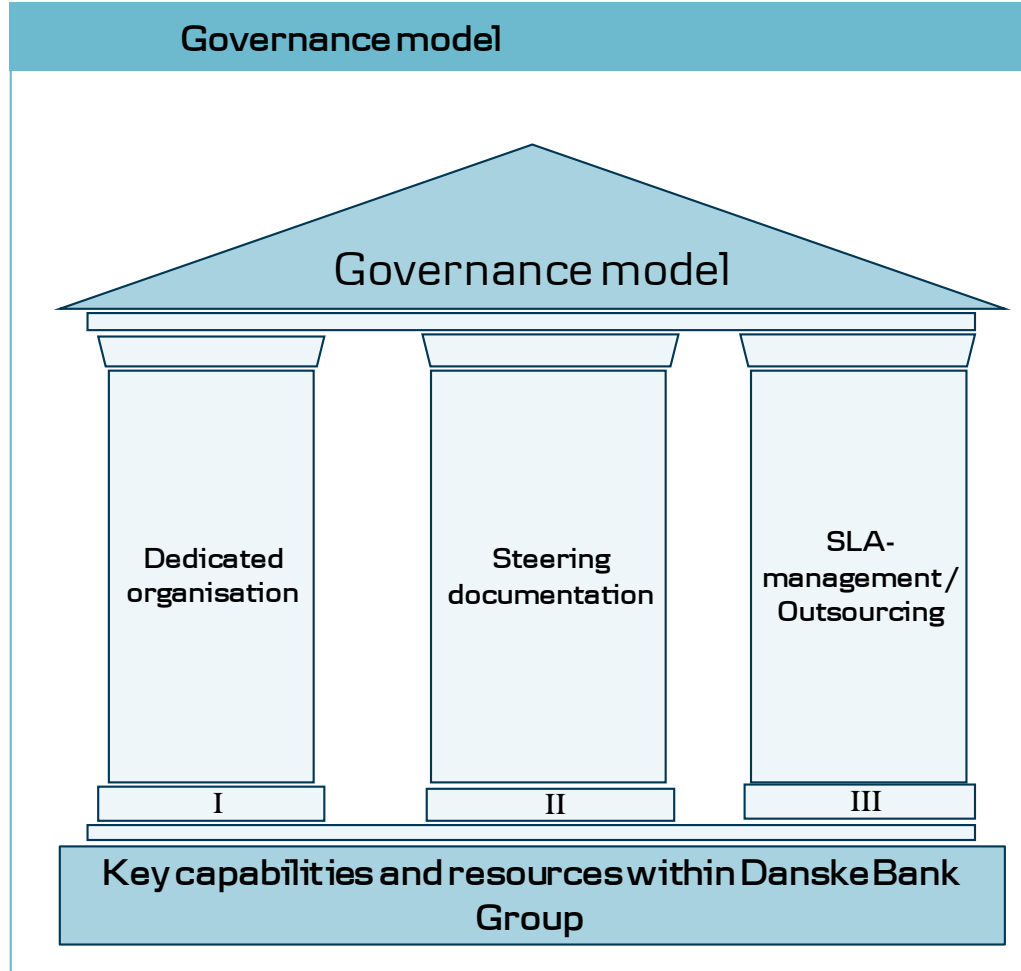 Governance model
Governance model
Dedicated
organisation
Steering
documentation
SLA-
management /
Outsourcing
I
II
III
Key capabilities and resources within Danske Bank
Group